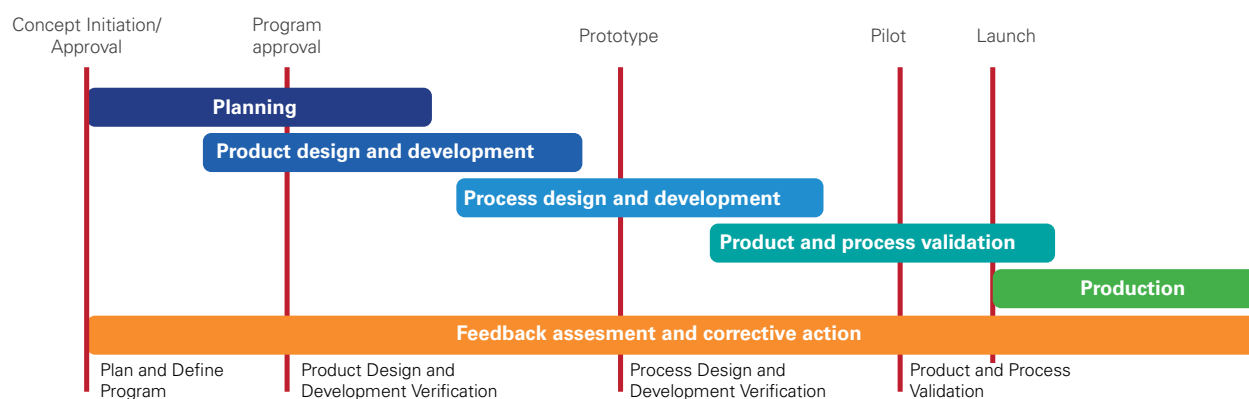 Concept Initiation/
Approval
Program
approval
Prototype
Pilot
Launch
Planning
Product design and development
Process design and development
Product and process validation
Production
Feedback assesment and corrective action
Plan and Define
Program
Product Design and
Development Verification
Process Design and
Development Verification
Product and Process
Validation